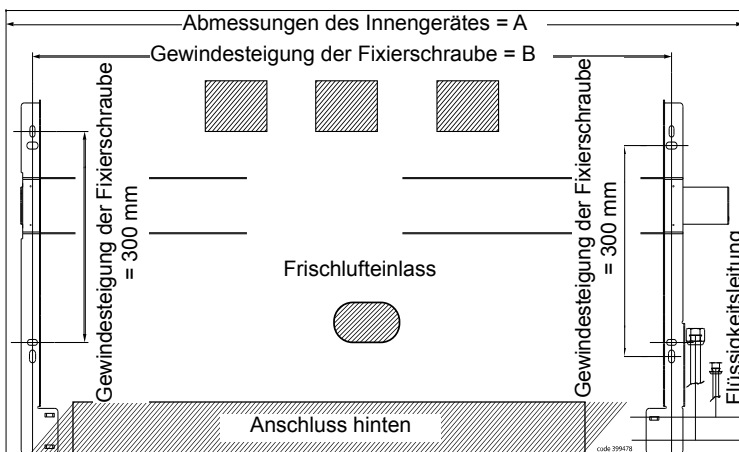 Abmessungen des Innengerätes = A
Gewindesteigung der Fixierschraube = B
Gewindesteigung der Fixierschraube
= 300 mm
Gewindesteigung der Fixierschraube
= 300 mm
Frischlufteinlass
Flüssigkeitsleitung
Anschluss hinten
code 399478